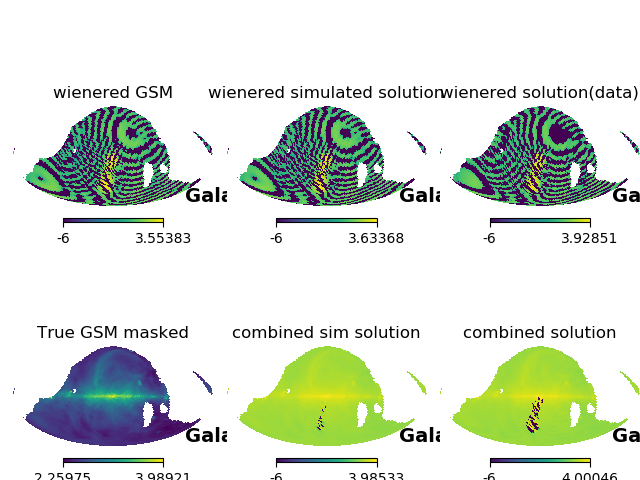 wienered GSM
wienered simulated solution
wienered solution(data)
Gala
Gala
Ga
-6 3.55383
-6 3.63368
-6 3.92851
True GSM masked
combined sim solution
combined solution
Gala
Gala
Ga
2.25975 3.98921
-6 3.98533
-6 4.00046